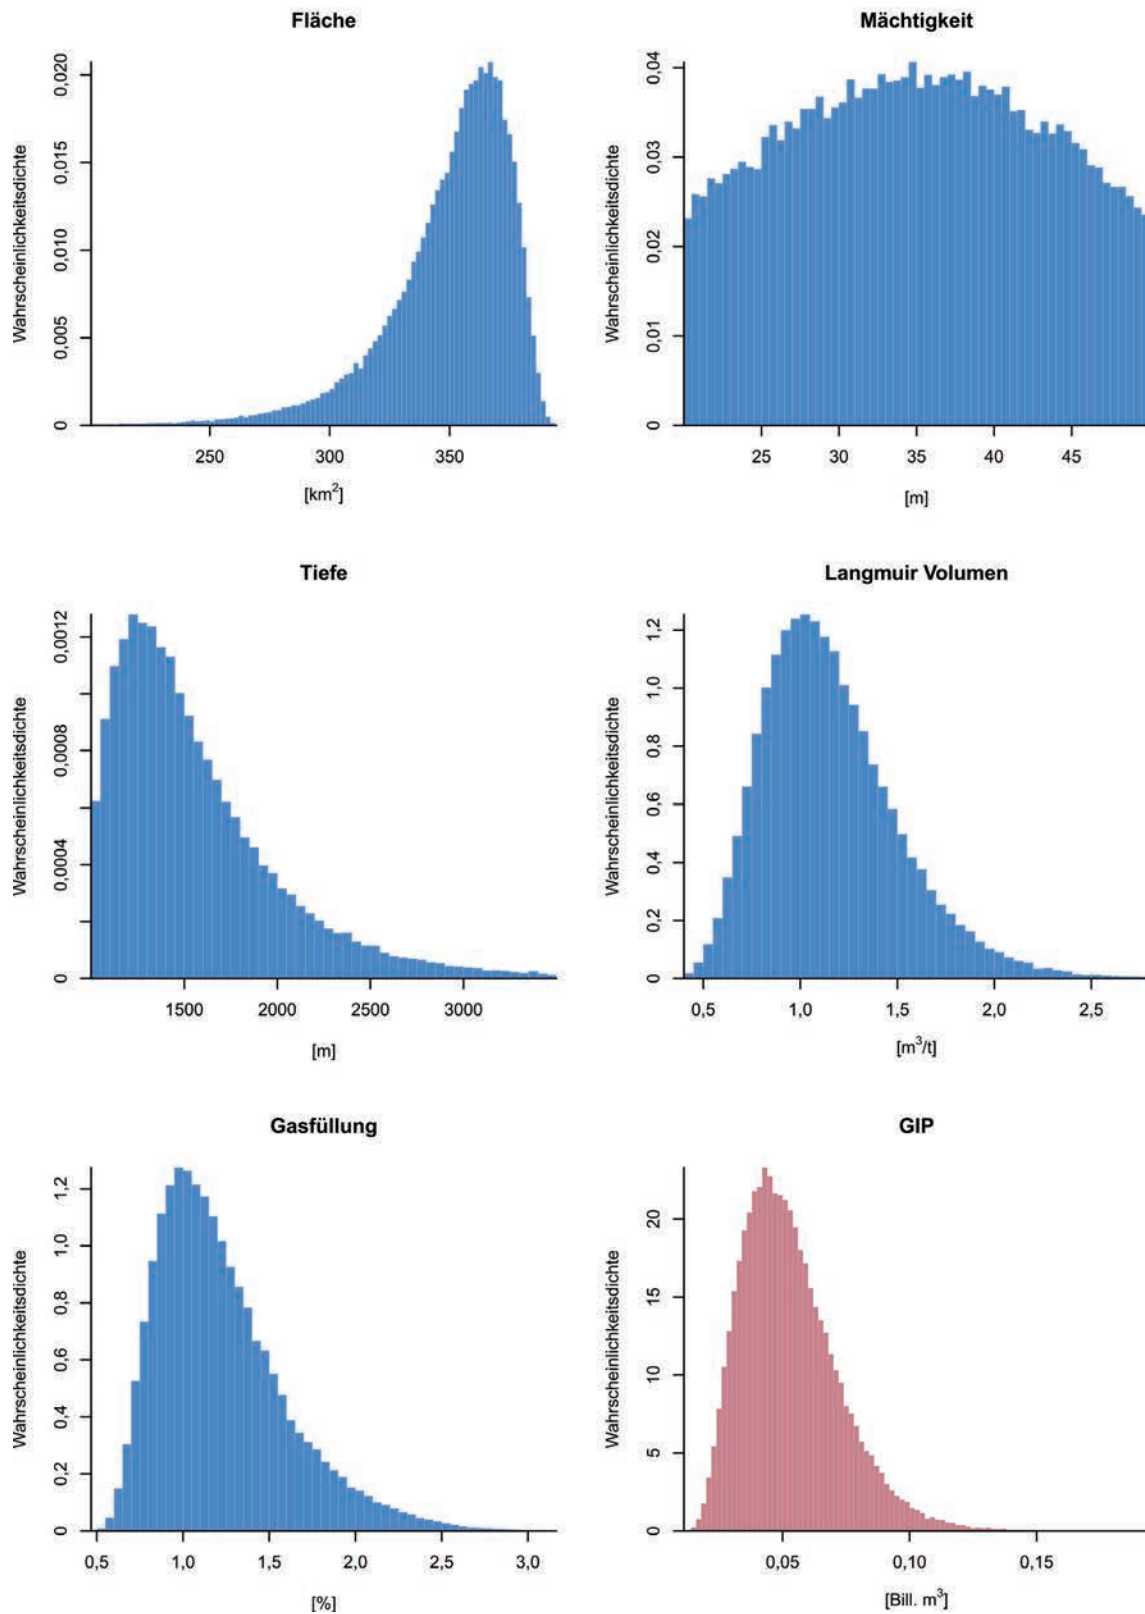 Fläche
Wahrscheinlichkeitsdichte
0,020
0,015
0,010
0,005
0
250 300 350
[km²]
Mächtigkeit
Wahrscheinlichkeitsdichte
0,04
0,03
0,02
0,01
0
25 30 35 40 45
[m]
Tiefe
Wahrscheinlichkeitsdichte
0,0012
0,0008
0,0004
0
1500 2000 2500 3000
[m]
Langmuir Volumen
Wahrscheinlichkeitsdichte
1,2
1,0
0,8
0,6
0,4
0,2
0
0,5 1,0 1,5 2,0 2,5
[m³/t]
Gasfüllung
Wahrscheinlichkeitsdichte
1,2
1,0
0,8
0,6
0,4
0,2
0
0,5 1,0 1,5 2,0 2,5 3,0
[%]
GIP
Wahrscheinlichkeitsdichte
20
15
10
5
0
0,05 0,10 0,15
[Bill. m³]